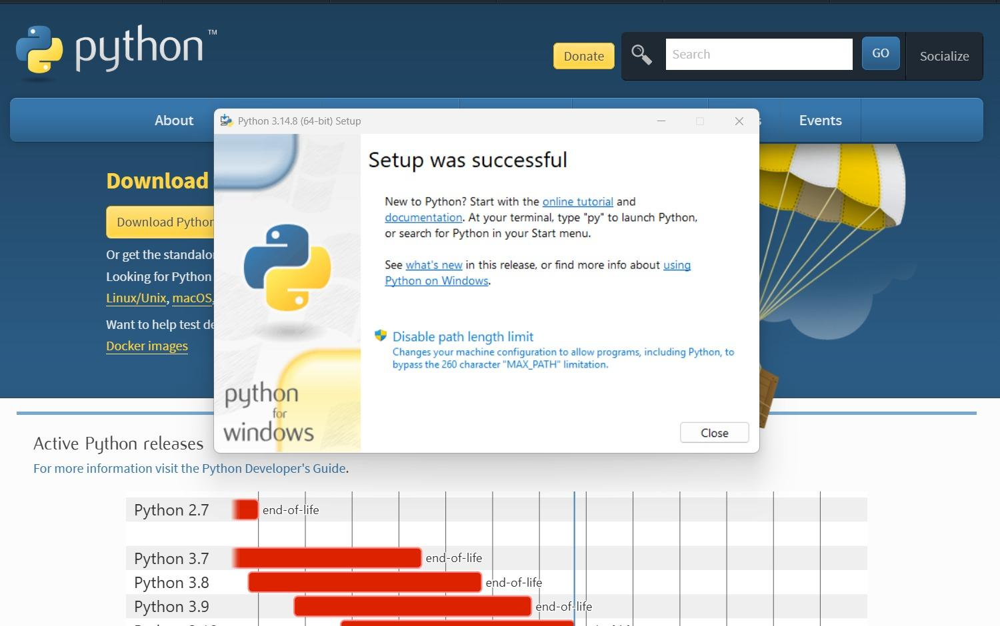 python™
Donate
Search
GO
Socialize
About
Events
Python 3.14.8 (64-bit) Setup
Download
Download Python
Or get the
Looking for Python
Linux/Unix, macOS,
Want to help test
Docker images
Setup was successful
New to Python? Start with the online tutorial and
documentation. At your terminal, type "py" to launch Python,
or search for Python in your Start menu.
See what's new in this release, or find more info about using
Python on Windows.
Disable path length limit
Changes your machine configuration to allow programs, including Python, to
bypass the 260 character "MAX_PATH" limitation.
python
for
windows
Close
Active Python releases
For more information visit the Python Developer's Guide.
Python 2.7 end-of-life
Python 3.7 end-of-life
Python 3.8 end-of-life
Python 3.9 end-of-life